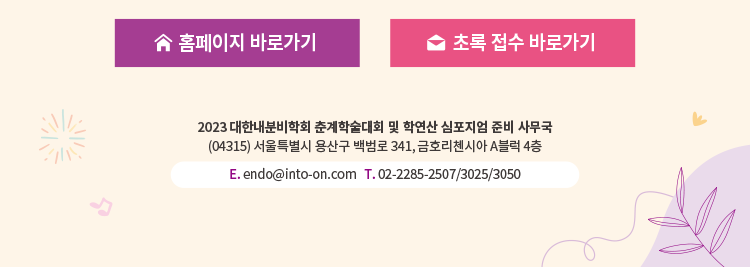 홈페이지 바로가기
초록 접수 바로가기
2023 대한내분비학회 춘계학술대회 및 학연산 심포지엄 준비 사무국
(04315) 서울특별시 용산구 백범로 341, 금호리첸시아 A블럭 4층
E. endo@into-on.com T. 02-2285-2507/3025/3050